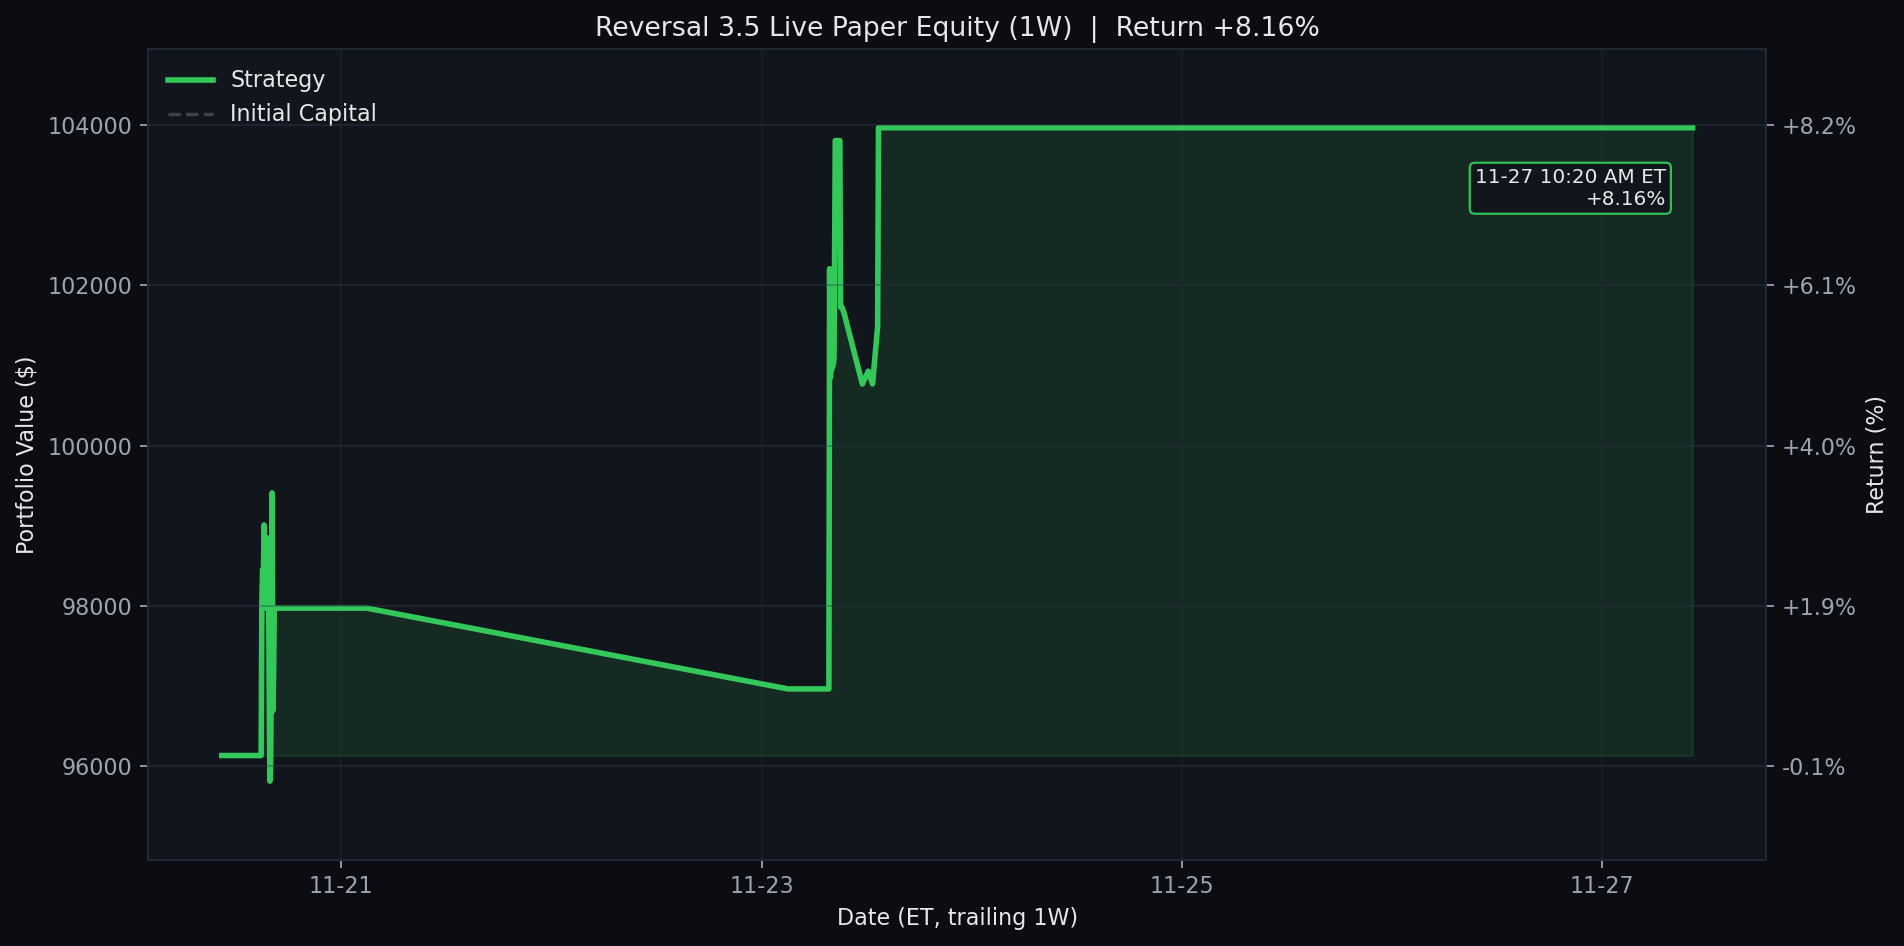 Reversal 3.5 Live Paper Equity (1W)  |  Return +8.16%
Strategy
Initial Capital
104000
102000
100000
98000
96000
Portfolio Value ($)
+8.2%
+6.1%
+4.0%
+1.9%
-0.1%
Return (%)
11-27 10:20 AM ET
+8.16%
11-21
11-23
11-25
11-27
Date (ET, trailing 1W)